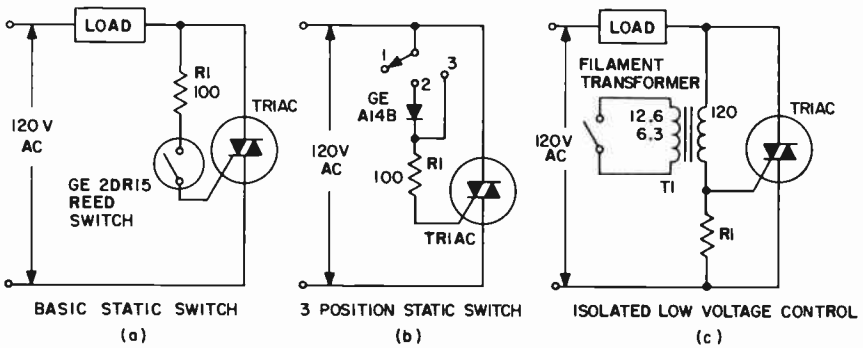 LOAD
R1
100
TRIAC
120 V
AC
GE 2DR15
REED
SWITCH
BASIC STATIC SWITCH
(a)
1
3
2
GE
A14B
120V
AC
R1
100
TRIAC
3 POSITION STATIC SWITCH
(b)
LOAD
FILAMENT
TRANSFORMER
12.6
6.3
120
TRIAC
120V
AC
T1
R1
ISOLATED LOW VOLTAGE CONTROL
(c)